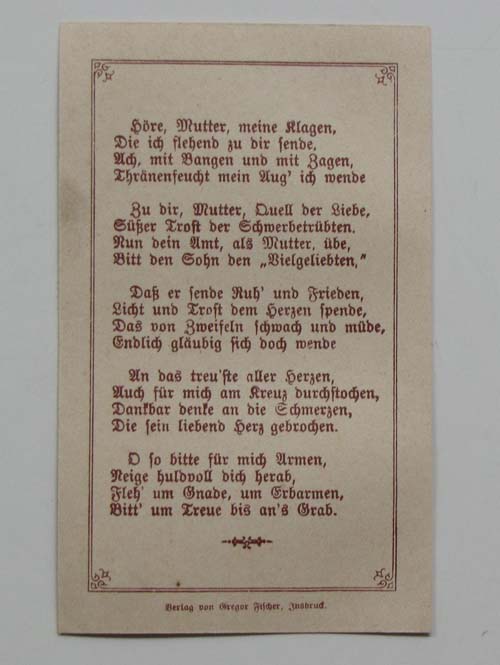 Höre, Mutter, meine Klagen,
Die ich flehend zu dir sende,
Ach, mit Bangen und mit Zagen,
Thränenfeucht mein Aug' ich wende
Zu dir, Mutter, Quell der Liebe,
Süßer Trost der Schwerbetrübten.
Nun dein Amt, als Mutter, übe,
Bitt den Sohn den „Vielgeliebten,"
Daß er sende Ruh' und Frieden,
Licht und Trost dem Herzen spende,
Das von Zweifeln schwach und müde,
Endlich gläubig sich doch wende
An das treu'ste aller Herzen,
Auch für mich am Kreuz durchstochen,
Dankbar denke an die Schmerzen,
Die sein liebend Herz gebrochen.
O so bitte für mich Armen,
Neige huldvoll dich herab,
Fleh' um Gnade, um Erbarmen,
Bitt' um Treue bis an's Grab.
Verlag von Gregor Fischer, Innsbruck.